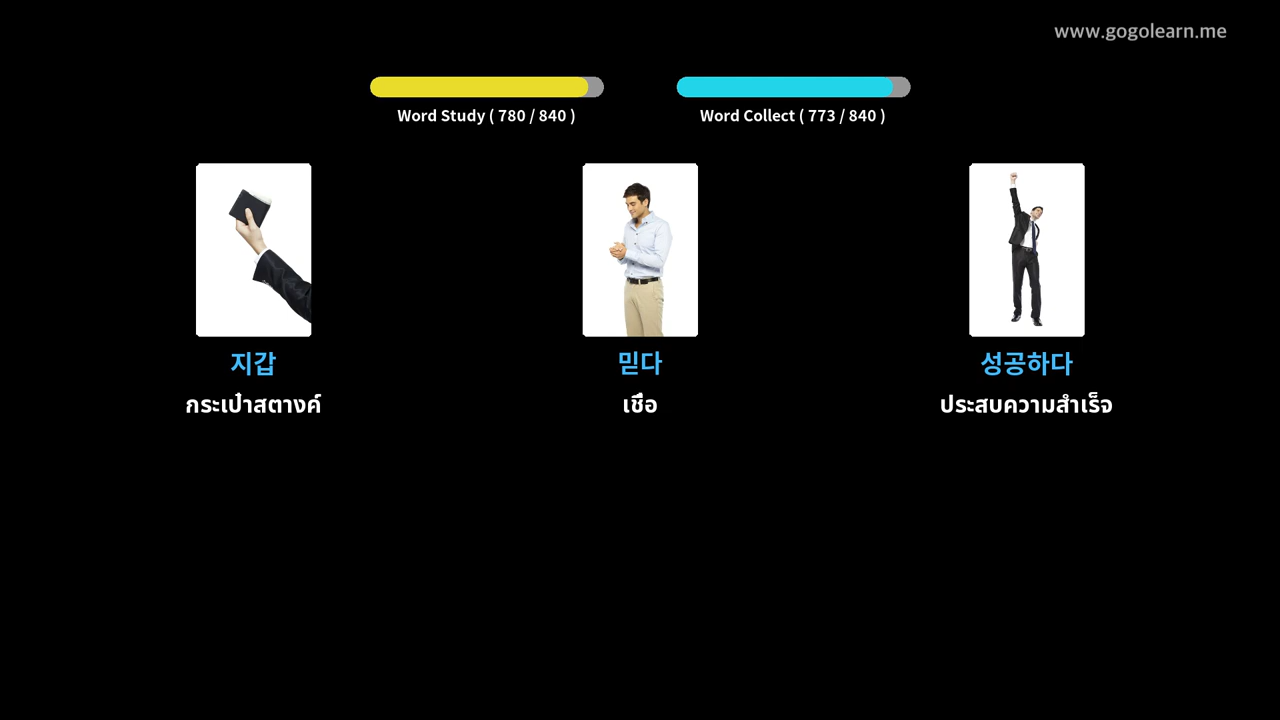 www.gogolearn.me
Word Study ( 780 / 840 )
Word Collect ( 773 / 840 )
지갑
믿다
성공하다
กระเป๋าสตางค์
เชื่อ
ประสบความสำเร็จ